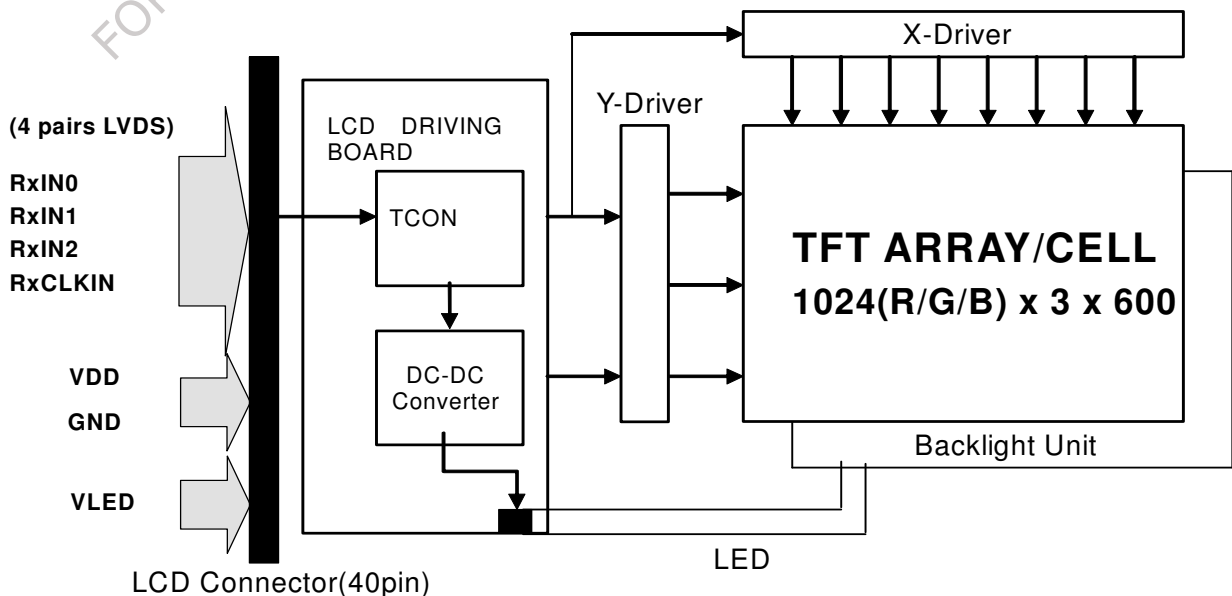 FOR
X-Driver
Y-Driver
(4 pairs LVDS)
RxIN0
RxIN1
RxIN2
RxCLKIN
LCD DRIVING
BOARD
TCON
TFT ARRAY/CELL
1024(R/G/B) x 3 x 600
VDD
GND
DC-DC
Converter
Backlight Unit
VLED
LED
LCD Connector(40pin)